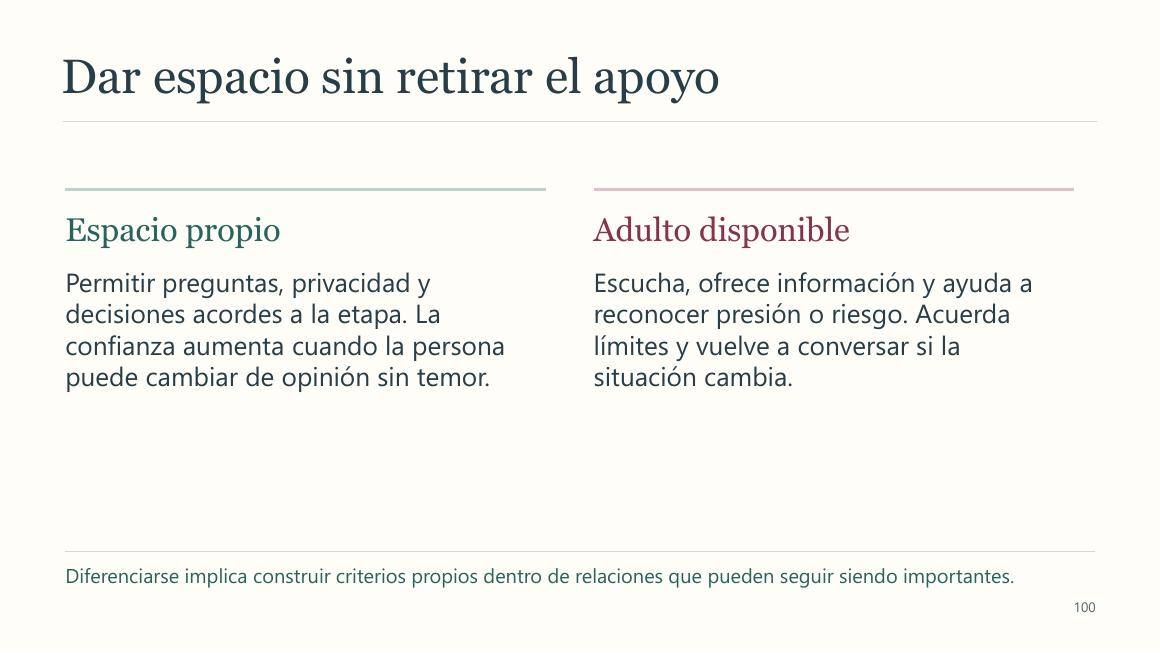 Dar espacio sin retirar el apoyo
Espacio propio
Permitir preguntas, privacidad y
decisiones acordes a la etapa. La
confianza aumenta cuando la persona
puede cambiar de opinión sin temor.
Adulto disponible
Escucha, ofrece información y ayuda a
reconocer presión o riesgo. Acuerda
límites y vuelve a conversar si la
situación cambia.
Diferenciarse implica construir criterios propios dentro de relaciones que pueden seguir siendo importantes.
100